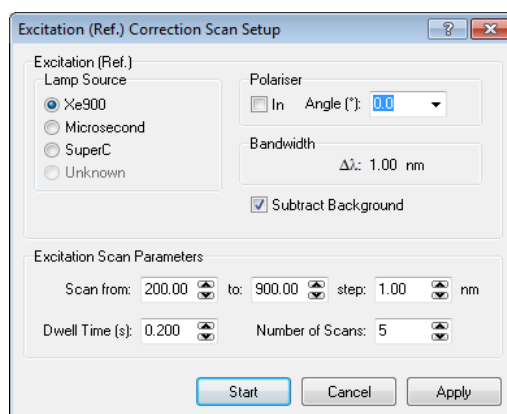 Excitation (Ref.) Correction Scan Setup
?
Excitation (Ref.)
Lamp Source
Xe900
Microsecond
SuperC
Unknown
Polariser
In Angle (°): 0.0
Bandwidth
Δλ: 1.00 nm
Subtract Background
Excitation Scan Parameters
Scan from: 200.00 to: 900.00 step: 1.00 nm
Dwell Time (s): 0.200 Number of Scans: 5
Start Cancel Apply